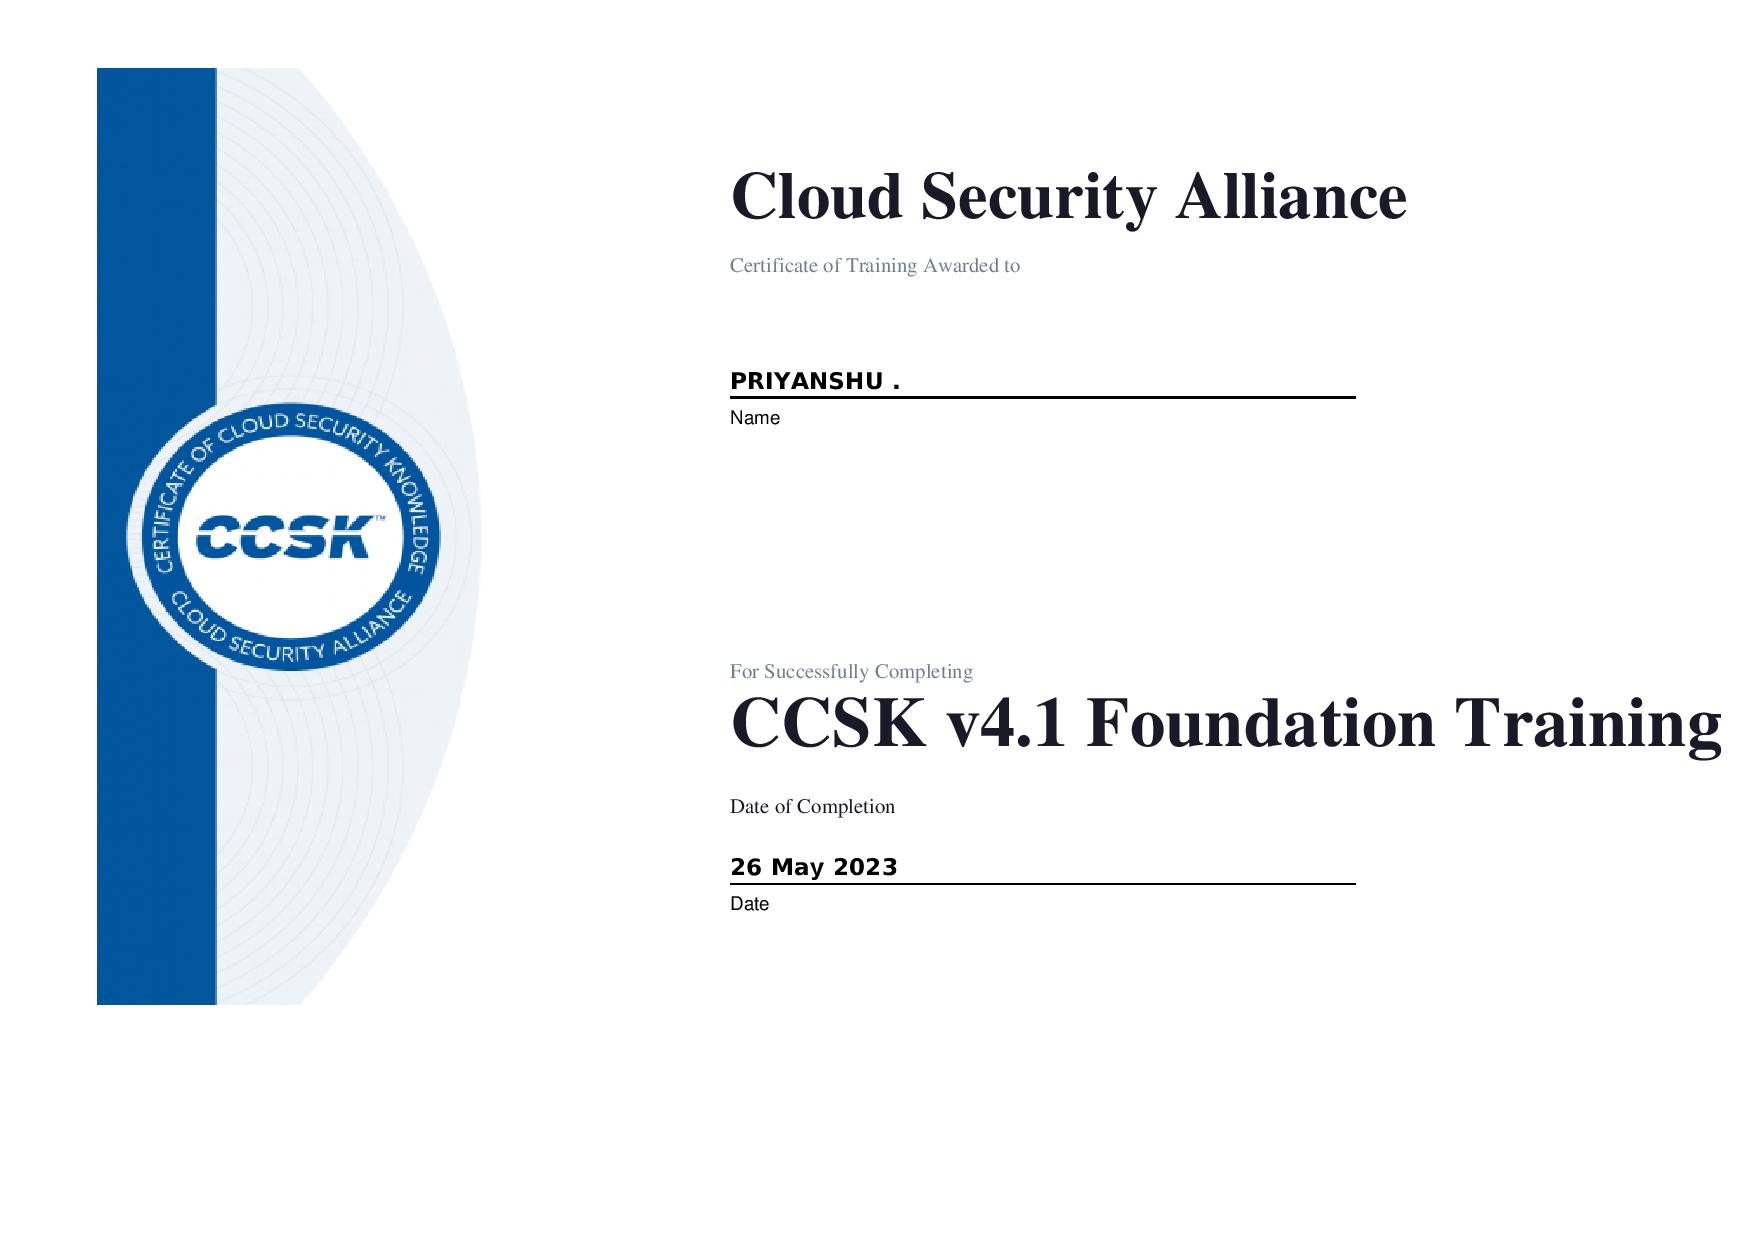 Cloud Security Alliance
Certificate of Training Awarded to
PRIYANSHU .
Name
CERTIFICATE OF CLOUD SECURITY KNOWLEDGE
CCSK™
CLOUD SECURITY ALLIANCE
For Successfully Completing
CCSK v4.1 Foundation Training
Date of Completion
26 May 2023
Date